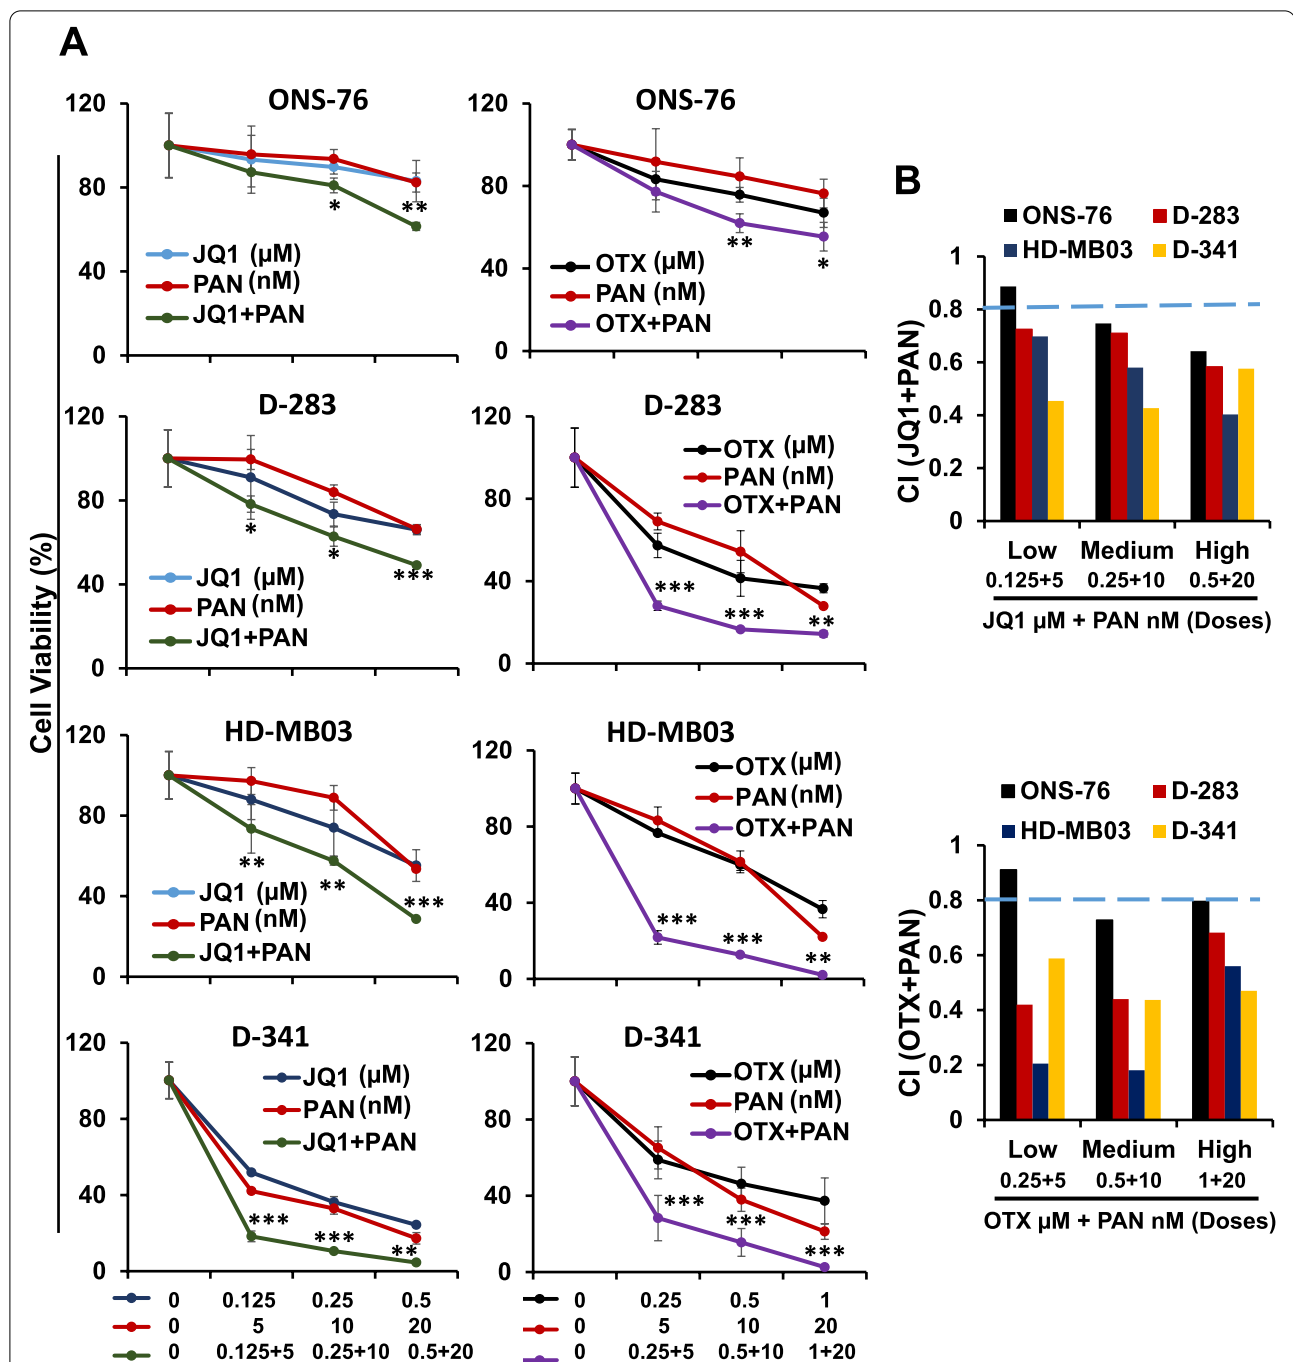 A
ONS-76
120
80
40
0
JQ1 (µM)
PAN (nM)
JQ1+PAN
*
**
ONS-76
120
80
40
0
OTX (µM)
PAN (nM)
OTX+PAN
**
*
Cell Viability (%)
D-283
120
80
40
0
JQ1 (µM)
PAN (nM)
JQ1+PAN
*
*
***
D-283
120
80
40
0
OTX (µM)
PAN (nM)
OTX+PAN
***
***
**
HD-MB03
120
80
40
0
JQ1 (µM)
PAN (nM)
JQ1+PAN
**
**
***
HD-MB03
120
80
40
0
OTX (µM)
PAN (nM)
OTX+PAN
***
***
**
D-341
120
80
40
0
JQ1 (µM)
PAN (nM)
JQ1+PAN
***
***
**
D-341
120
80
40
0
OTX (µM)
PAN (nM)
OTX+PAN
***
***
***
0 0.125 0.25 0.5
0 5 10 20
0 0.125+5 0.25+10 0.5+20
0 0.25 0.5 1
0 5 10 20
0 0.25+5 0.5+10 1+20
B
ONS-76 D-283
HD-MB03 D-341
CI (JQ1+PAN)
1
0.8
0.6
0.4
0.2
0
Low Medium High
0.125+5 0.25+10 0.5+20
JQ1 µM + PAN nM (Doses)
ONS-76 D-283
HD-MB03 D-341
CI (OTX+PAN)
1
0.8
0.6
0.4
0.2
0
Low Medium High
0.25+5 0.5+10 1+20
OTX µM + PAN nM (Doses)